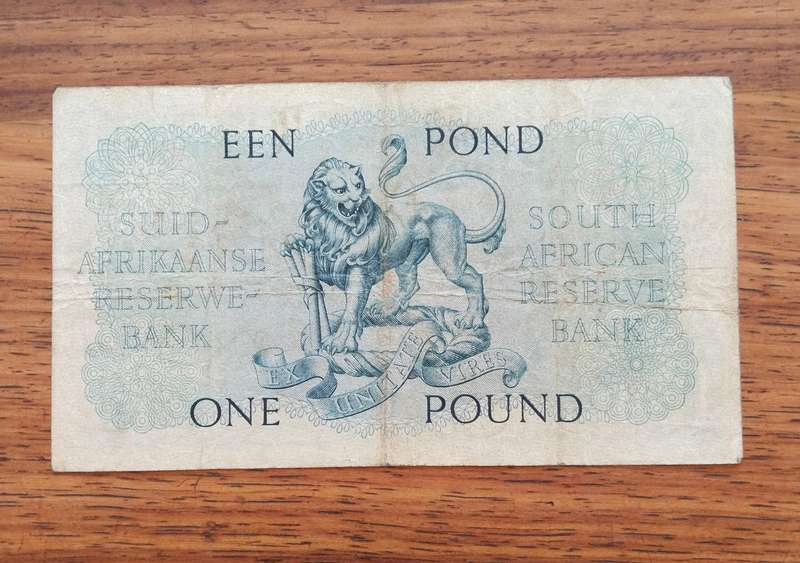 EEN POND
SUID-
AFRIKAANSE
RESERWE-
BANK
SOUTH
AFRICAN
RESERVE
BANK
EX UNITATE VIRES
ONE POUND